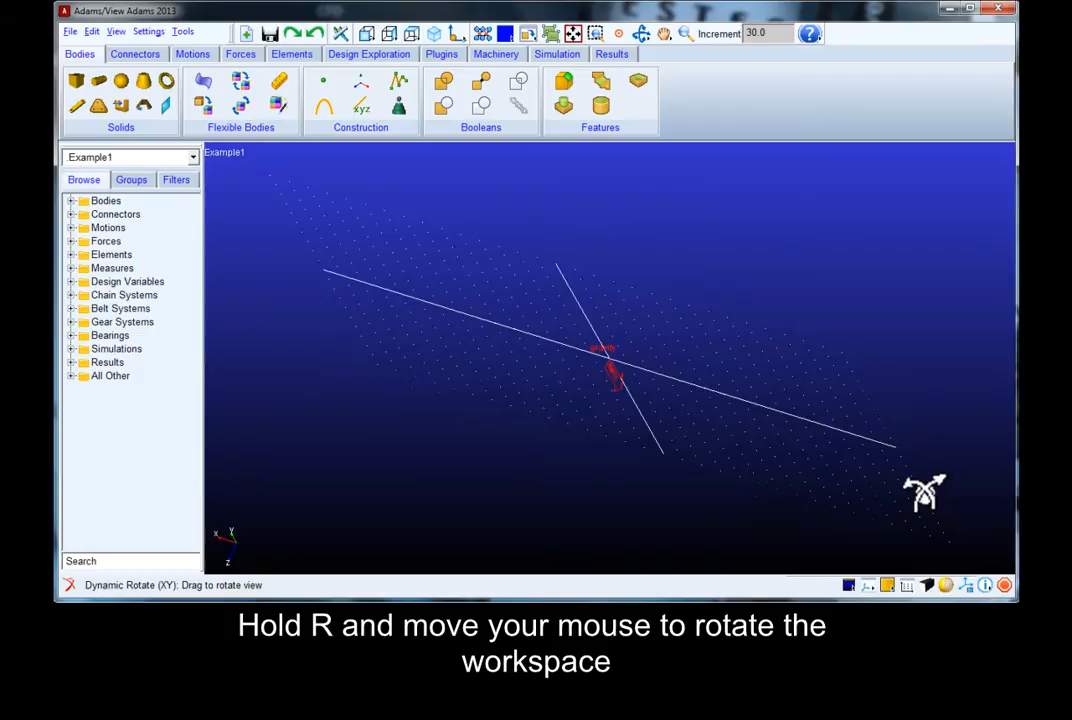 Adams/View Adams 2013
File Edit View Settings Tools
Increment 30.0
Bodies Connectors Motions Forces Elements Design Exploration Plugins Machinery Simulation Results
xyz
Solids Flexible Bodies Construction Booleans Features
.Example1
Example1
Browse Groups Filters
Bodies
Connectors
Motions
Forces
Elements
Measures
Design Variables
Chain Systems
Belt Systems
Gear Systems
Bearings
Simulations
Results
All Other
gravity
x y
z
Search
Dynamic Rotate (XY): Drag to rotate view
Hold R and move your mouse to rotate the
workspace